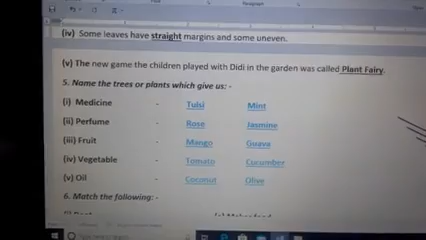 Paragraph
(iv) Some leaves have straight margins and some uneven.
(v) The new game the children played with Didi in the garden was called Plant Fairy.
5. Name the trees or plants which give us: -
(i) Medicine - Tulsi Mint
(ii) Perfume - Rose Jasmine
(iii) Fruit - Mango Guava
(iv) Vegetable - Tomato Cucumber
(v) Oil - Coconut Olive
6. Match the following: -